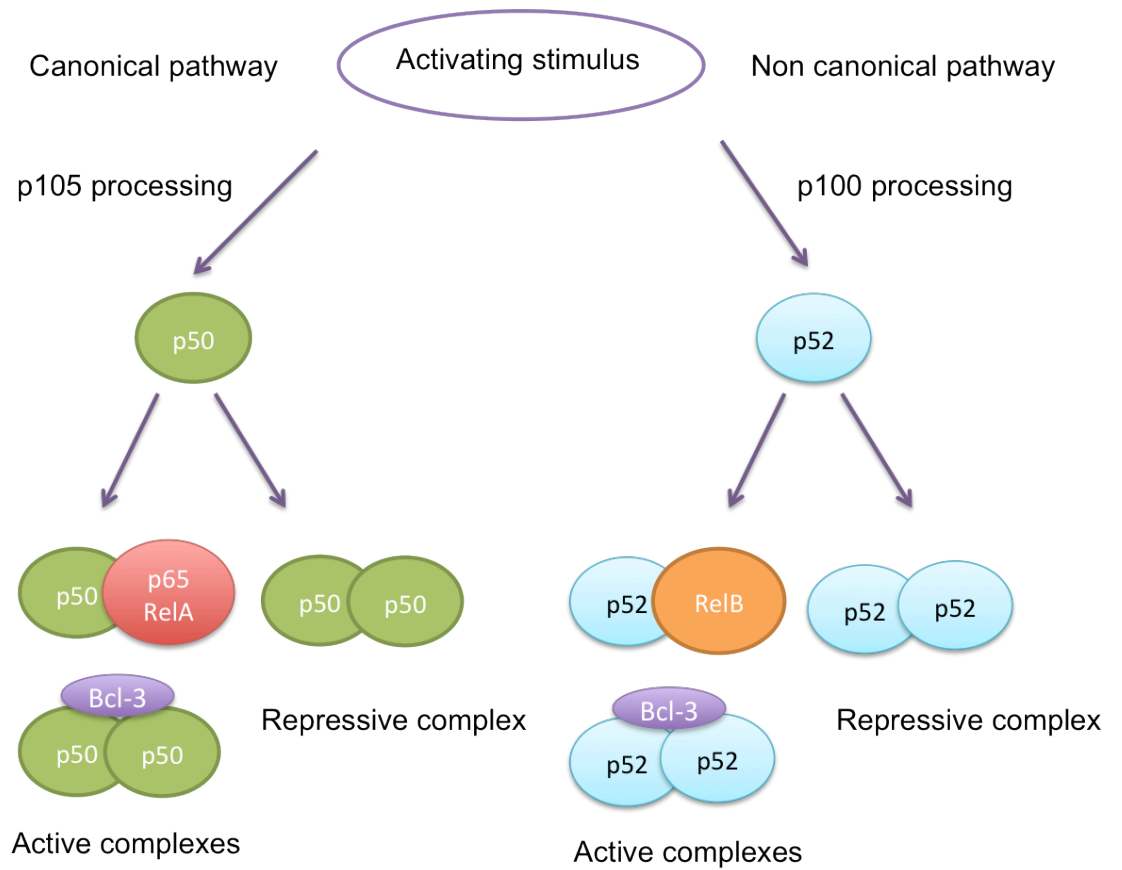 Canonical pathway
Activating stimulus
Non canonical pathway
p105 processing
p100 processing
p50
p52
p50
p65
RelA
p50
p50
p52
RelB
p52
p52
Bcl-3
p50
p50
Repressive complex
Bcl-3
p52
p52
Repressive complex
Active complexes
Active complexes